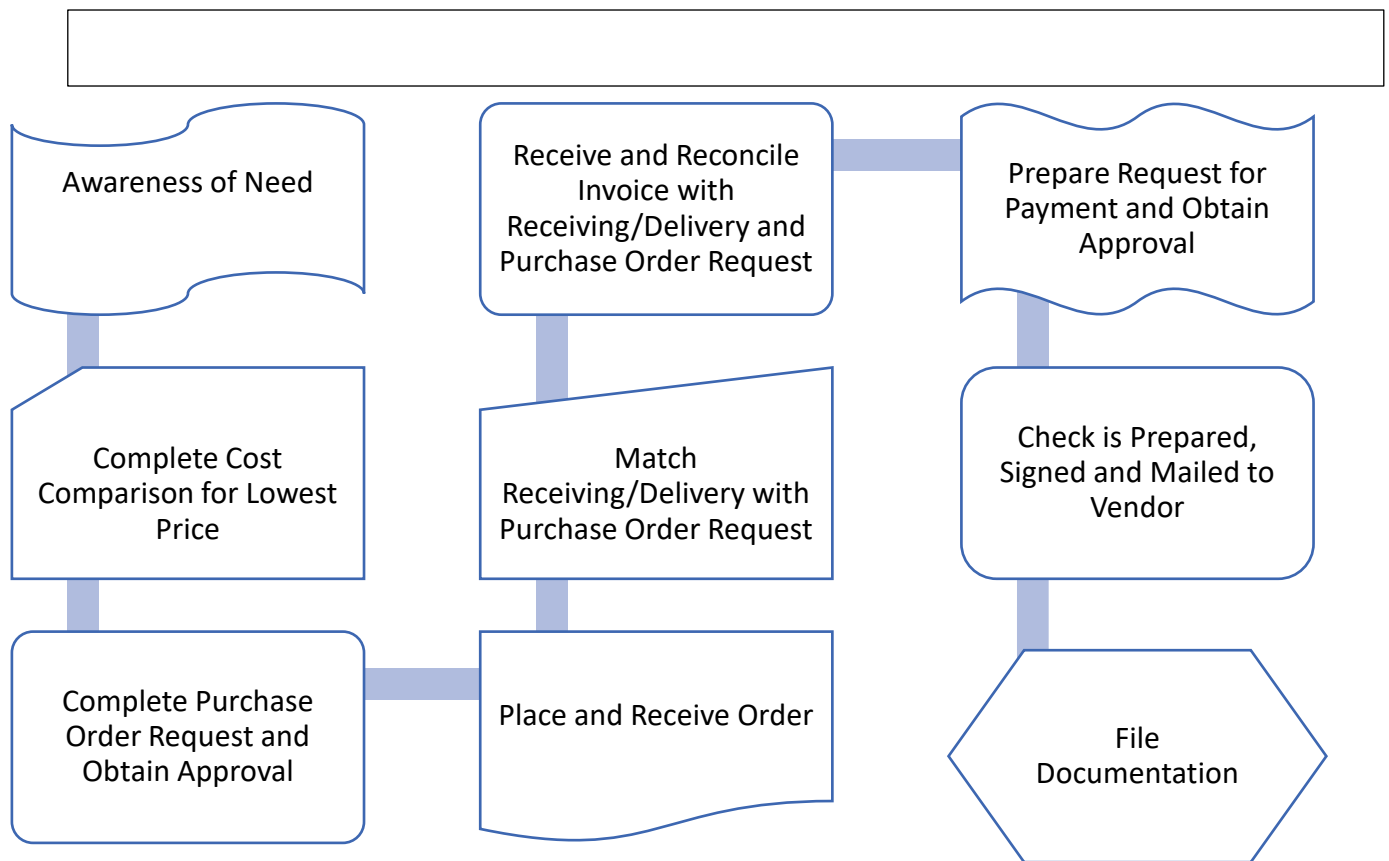 Awareness of Need
Complete Cost
Comparison for Lowest
Price
Complete Purchase
Order Request and
Obtain Approval
Place and Receive Order
Match
Receiving/Delivery with
Purchase Order Request
Receive and Reconcile
Invoice with
Receiving/Delivery and
Purchase Order Request
Prepare Request for
Payment and Obtain
Approval
Check is Prepared,
Signed and Mailed to
Vendor
File
Documentation